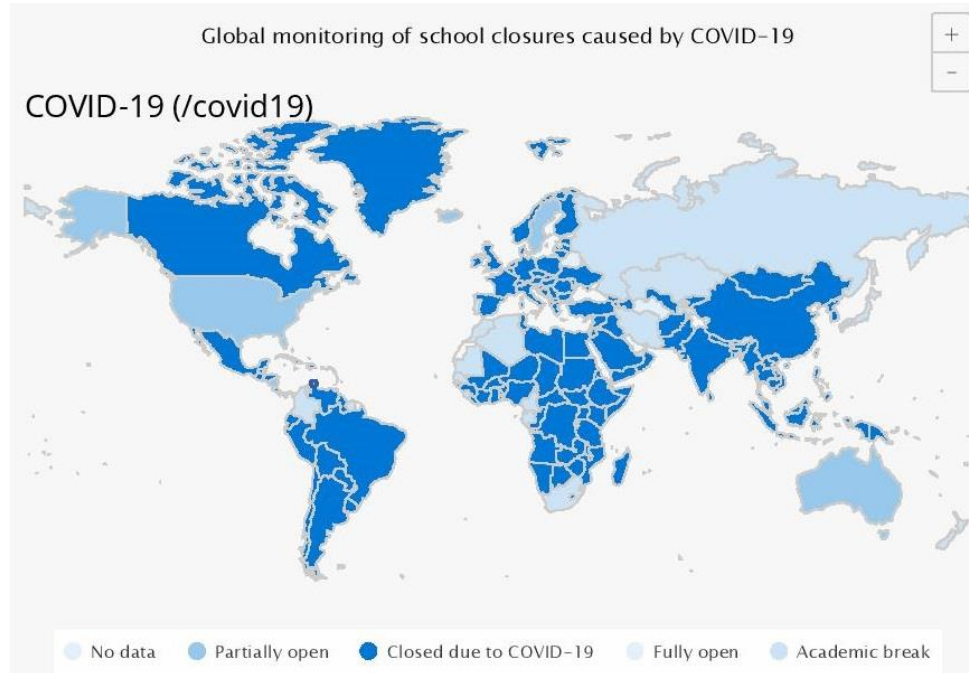 Global monitoring of school closures caused by COVID-19
+
-
COVID-19 (/covid19)
No data
Partially open
Closed due to COVID-19
Fully open
Academic break